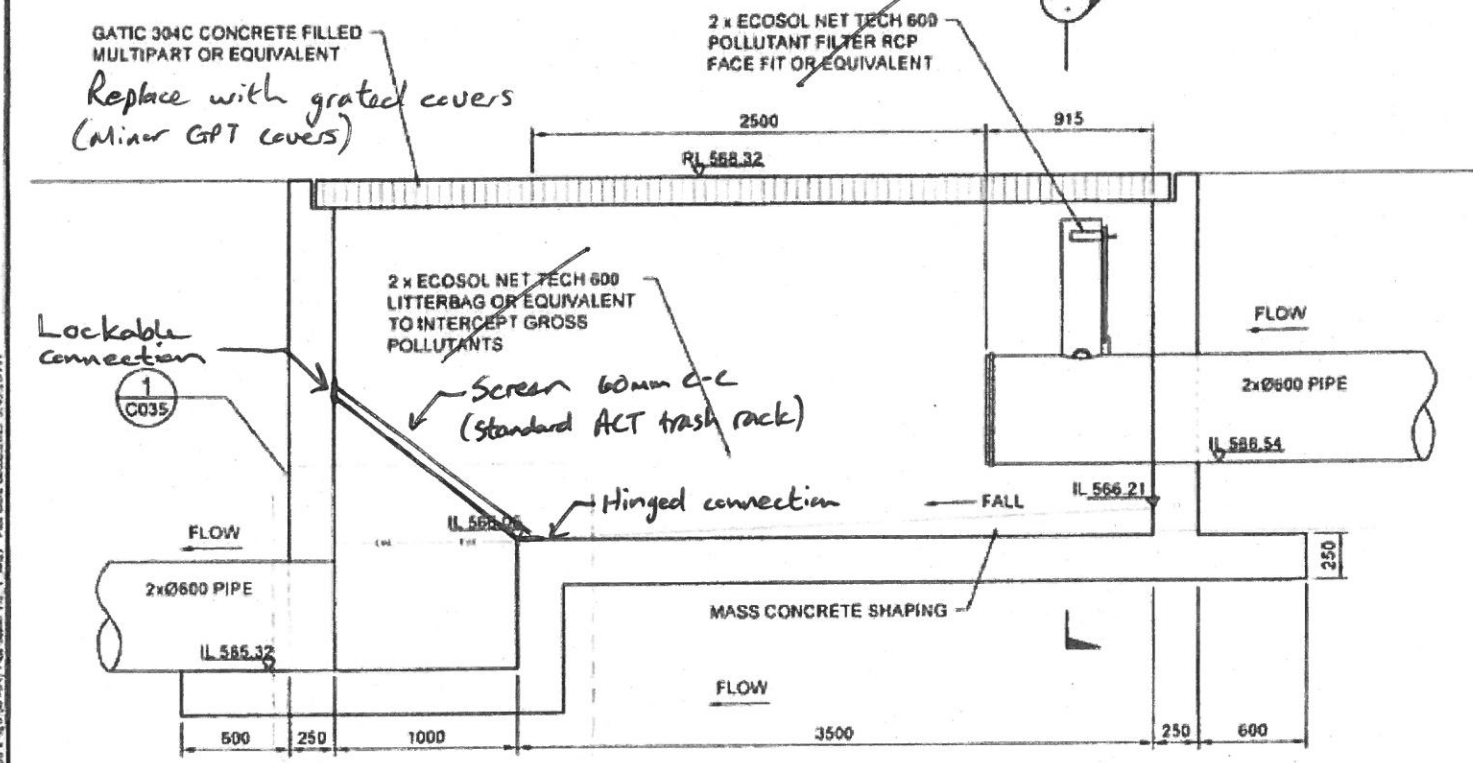 GATIC 304C CONCRETE FILLED
MULTIPART OR EQUIVALENT
Replace with grated covers
(Minor GPT covers)
2 x ECOSOL NET TECH 600
POLLUTANT FILTER RCP
FACE FIT OR EQUIVALENT
2500
915
RL 568.32
2 x ECOSOL NET TECH 600
LITTERBAG OR EQUIVALENT
TO INTERCEPT GROSS
POLLUTANTS
Lockable
connection
1
C035
Screen 60mm c-c
(standard ACT trash rack)
FLOW
2xØ600 PIPE
IL 566.54
IL 566.21
Hinged connection
FALL
IL 566.06
FLOW
2xØ600 PIPE
IL 565.32
MASS CONCRETE SHAPING
250
FLOW
600
250
1000
3500
250
600